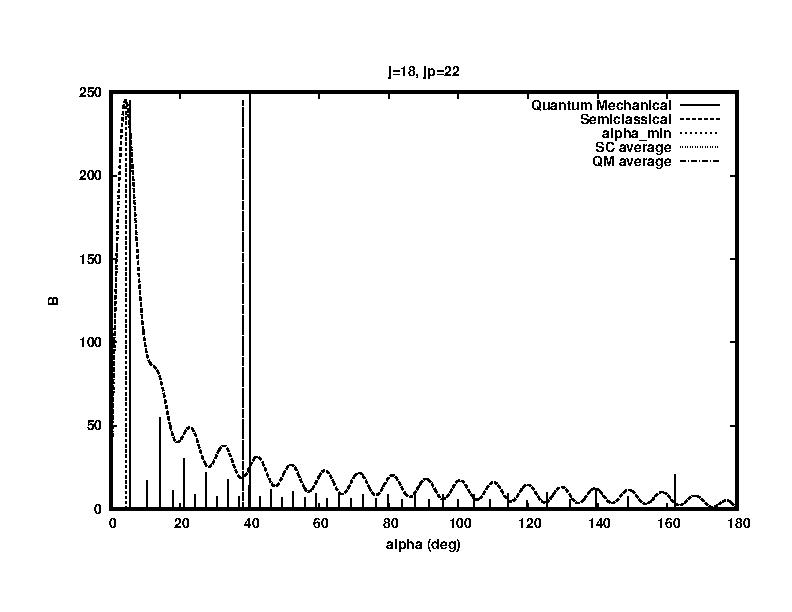 j=18, jp=22
Quantum Mechanical
Semiclassical
alpha_min
SC average
QM average
250
200
150
100
50
0
B
0 20 40 60 80 100 120 140 160 180
alpha (deg)